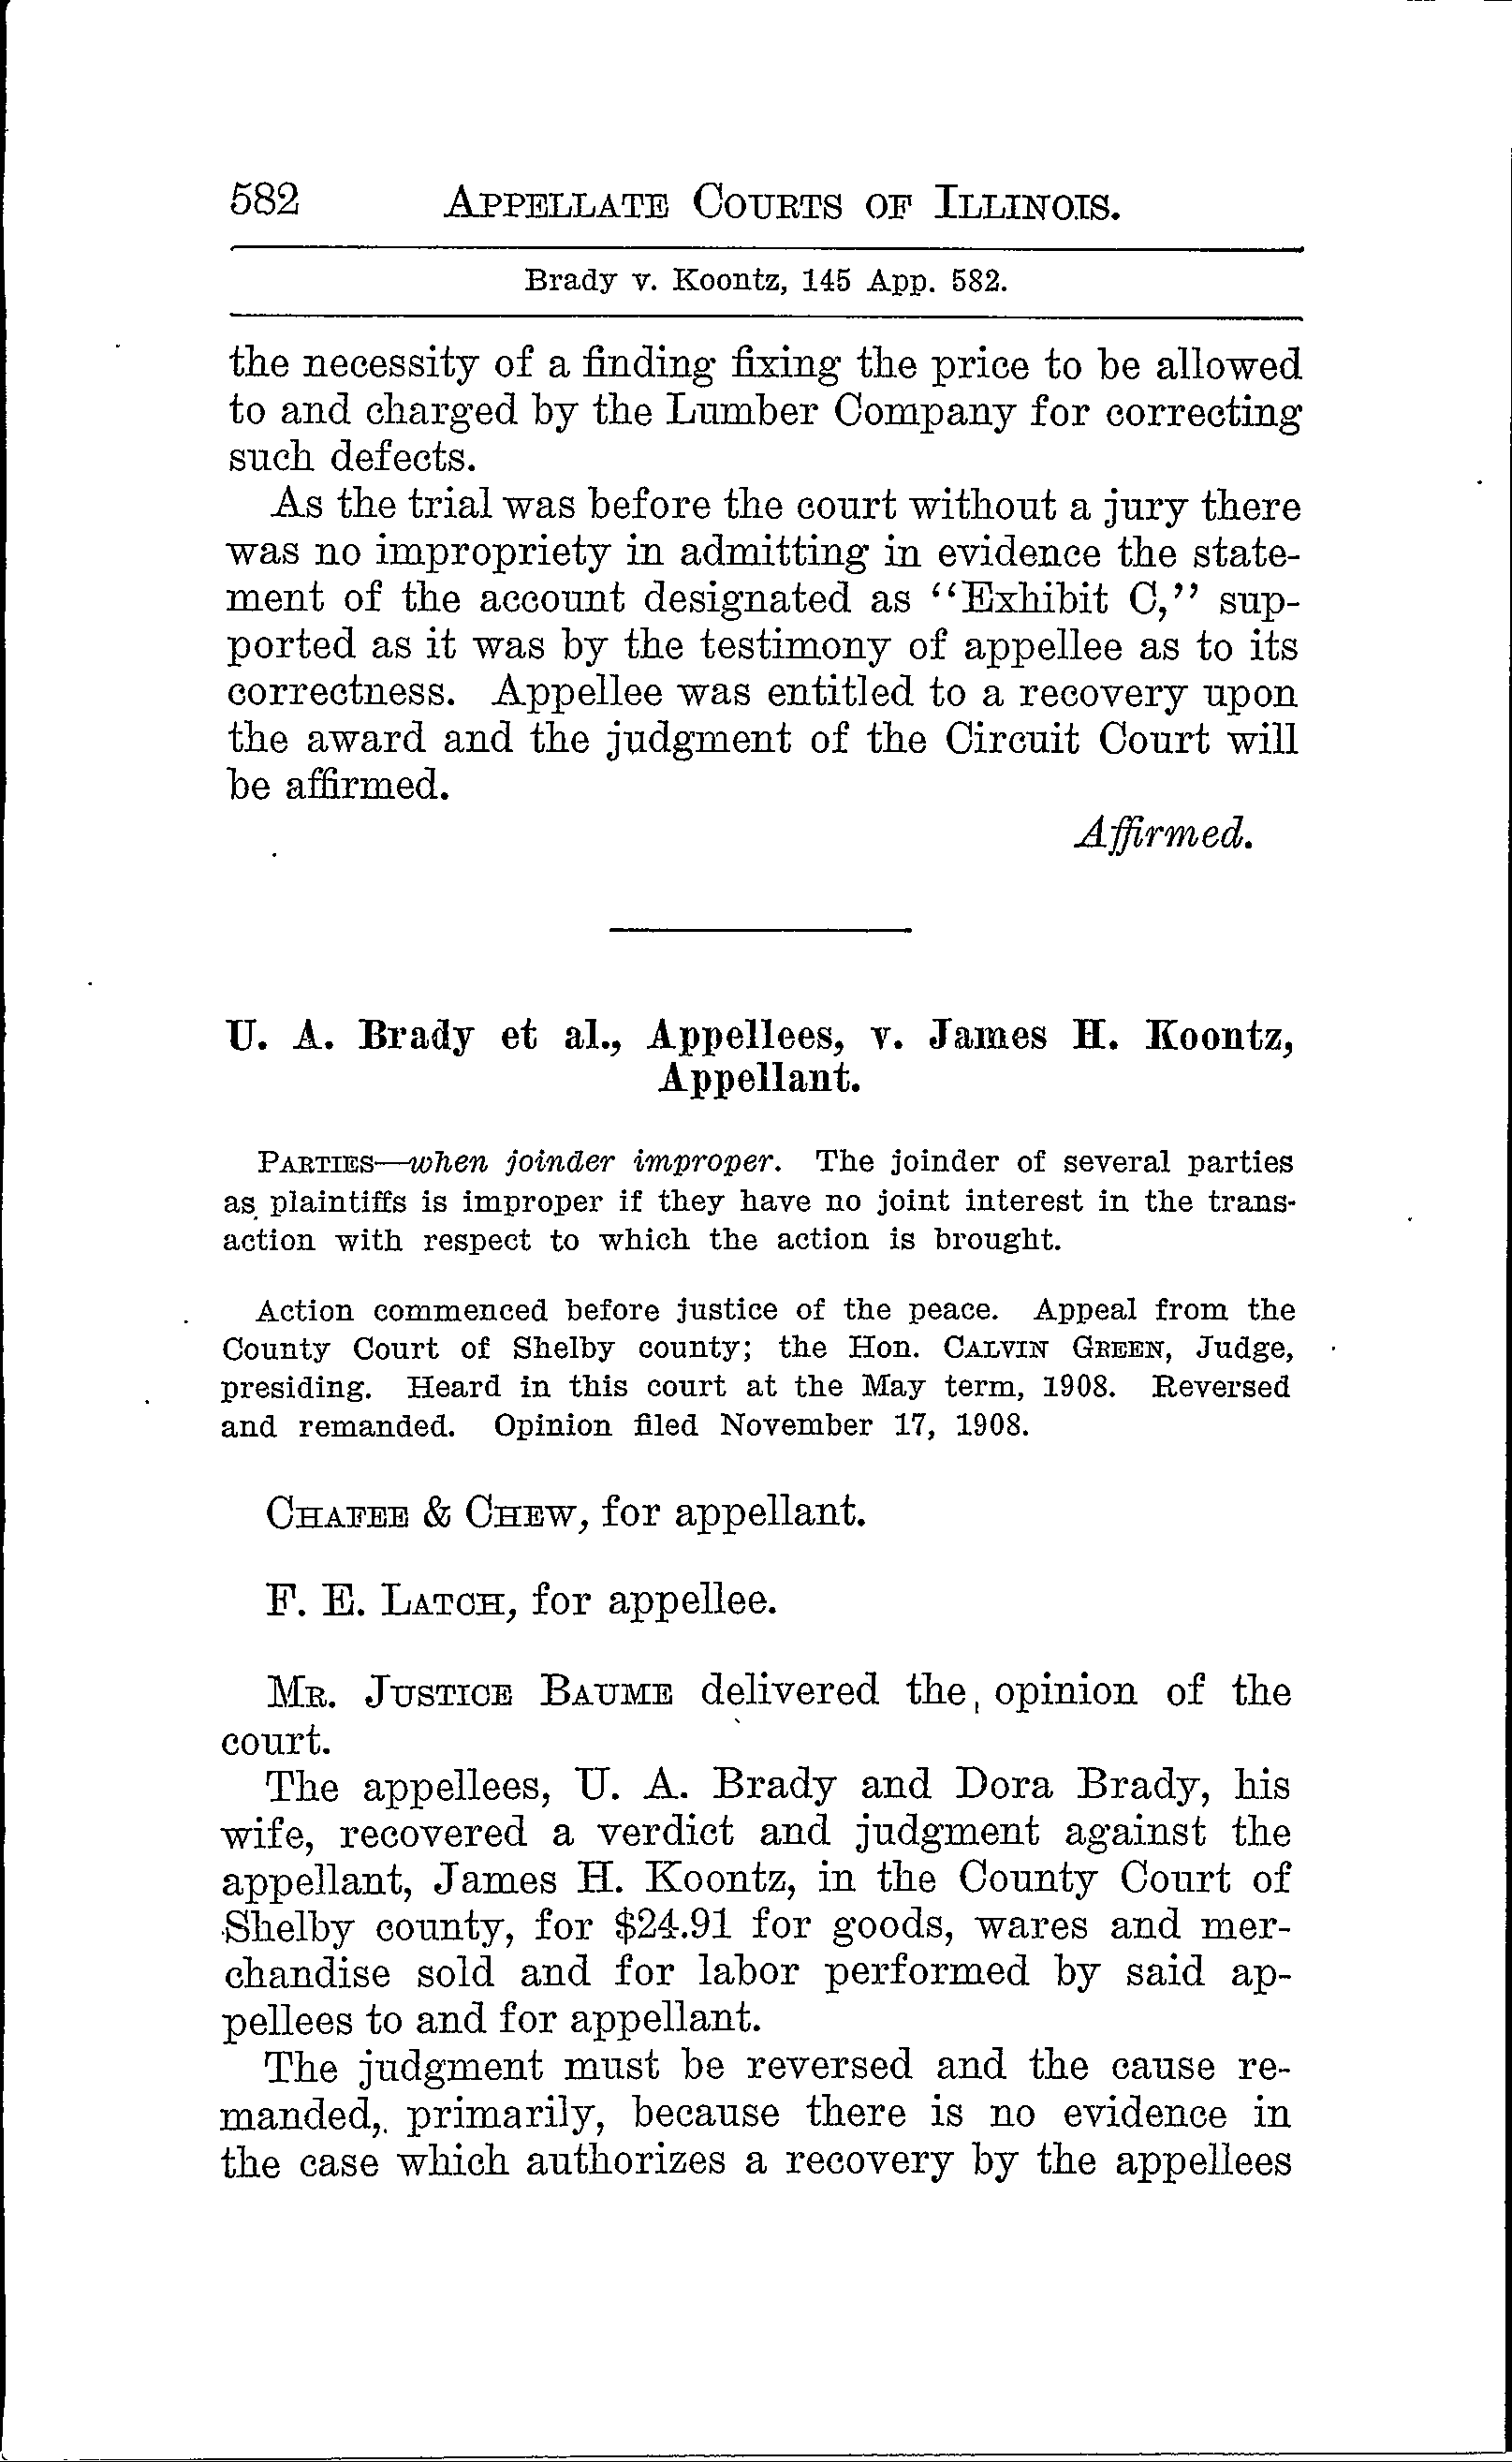 582 APPELLATE COURTS OF ILLINOIS.
Brady v. Koontz, 145 App. 582.
the necessity of a finding fixing the price to be allowed
to and charged by the Lumber Company for correcting
such defects.
As the trial was before the court without a jury there
was no impropriety in admitting in evidence the state-
ment of the account designated as “Exhibit C,” sup-
ported as it was by the testimony of appellee as to its
correctness. Appellee was entitled to a recovery upon
the award and the judgment of the Circuit Court will
be affirmed.
Affirmed.
U. A. Brady et al., Appellees, v. James H. Koontz,
Appellant.
PARTIES—when joinder improper. The joinder of several parties
as plaintiffs is improper if they have no joint interest in the trans-
action with respect to which the action is brought.
Action commenced before justice of the peace. Appeal from the
County Court of Shelby county; the Hon. CALVIN GREEN, Judge,
presiding. Heard in this court at the May term, 1908. Reversed
and remanded. Opinion filed November 17, 1908.
CHAFEE & CHEW, for appellant.
F. E. LATCH, for appellee.
MR. JUSTICE BAUME delivered the opinion of the
court.
The appellees, U. A. Brady and Dora Brady, his
wife, recovered a verdict and judgment against the
appellant, James H. Koontz, in the County Court of
Shelby county, for $24.91 for goods, wares and mer-
chandise sold and for labor performed by said ap-
pellees to and for appellant.
The judgment must be reversed and the cause re-
manded, primarily, because there is no evidence in
the case which authorizes a recovery by the appellees